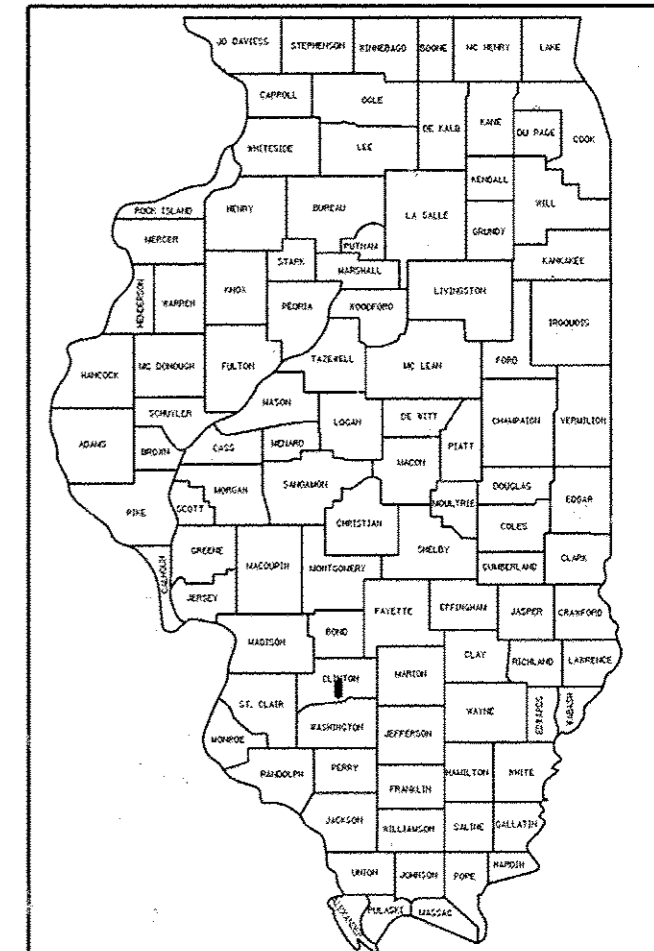 JO DAVIESS STEPHENSON WINNEBAGO BOONE MC HENRY LAKE
CARROLL OGLE DE KALB KANE DU PAGE COOK
WHITESIDE LEE KENDALL WILL
ROCK ISLAND HENRY BUREAU LA SALLE GRUNDY
MERCER PUTNAM KANKAKEE
STARK MARSHALL
HENDERSON WARREN KNOX PEORIA WOODFORD LIVINGSTON IROQUOIS
HANCOCK MC DONOUGH FULTON TAZEWELL MC LEAN FORD
SCHUYLER MASON LOGAN DE WITT CHAMPAIGN VERMILION
ADAMS BROWN CASS MENARD MACON PIATT
PIKE SCOTT MORGAN SANGAMON CHRISTIAN MOULTRIE DOUGLAS EDGAR
COLES
CALHOUN GREENE MACOUPIN MONTGOMERY SHELBY CUMBERLAND CLARK
JERSEY FAYETTE EFFINGHAM JASPER CRAWFORD
MADISON BOND CLAY RICHLAND LAWRENCE
ST. CLAIR CLINTON MARION WAYNE EDWARDS WABASH
MONROE WASHINGTON JEFFERSON
RANDOLPH PERRY FRANKLIN HAMILTON WHITE
JACKSON WILLIAMSON SALINE GALLATIN
UNION JOHNSON POPE HARDIN
ALEXANDER PULASKI MASSAC